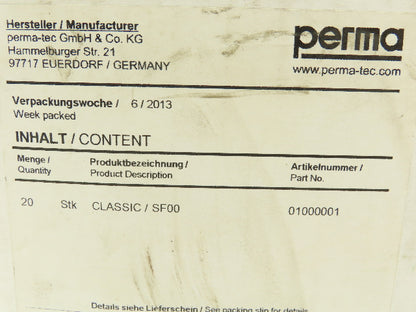 Hersteller / Manufacturer
perma-tec GmbH & Co. KG
Hammelburger Str. 21
97717 EUERDORF / GERMANY
perma
www.perma-tec.com
Verpackungswoche / 6 / 2013
Week packed
INHALT / CONTENT
Menge / Produktbezeichnung / Artikelnummer /
Quantity Product Description Part No.
20 Stk CLASSIC / SF00 01000001
Details siehe Lieferschein / See packing slip for details